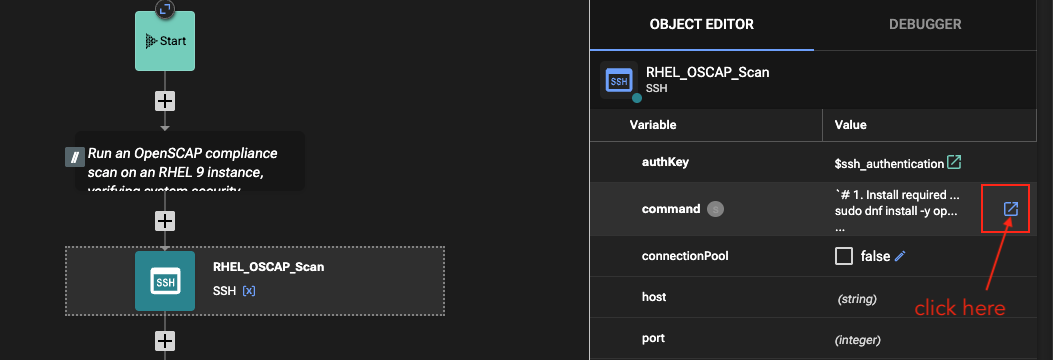 Start
Run an OpenSCAP compliance
scan on an RHEL 9 instance,
verifying system security
RHEL_OSCAP_Scan
SSH [x]
SSH
OBJECT EDITOR
DEBUGGER
SSH
RHEL_OSCAP_Scan
SSH
Variable
Value
authKey
$ssh_authentication
command
`# 1. Install required ...
sudo dnf install -y op...
...
connectionPool
false
host
(string)
port
(integer)
click here